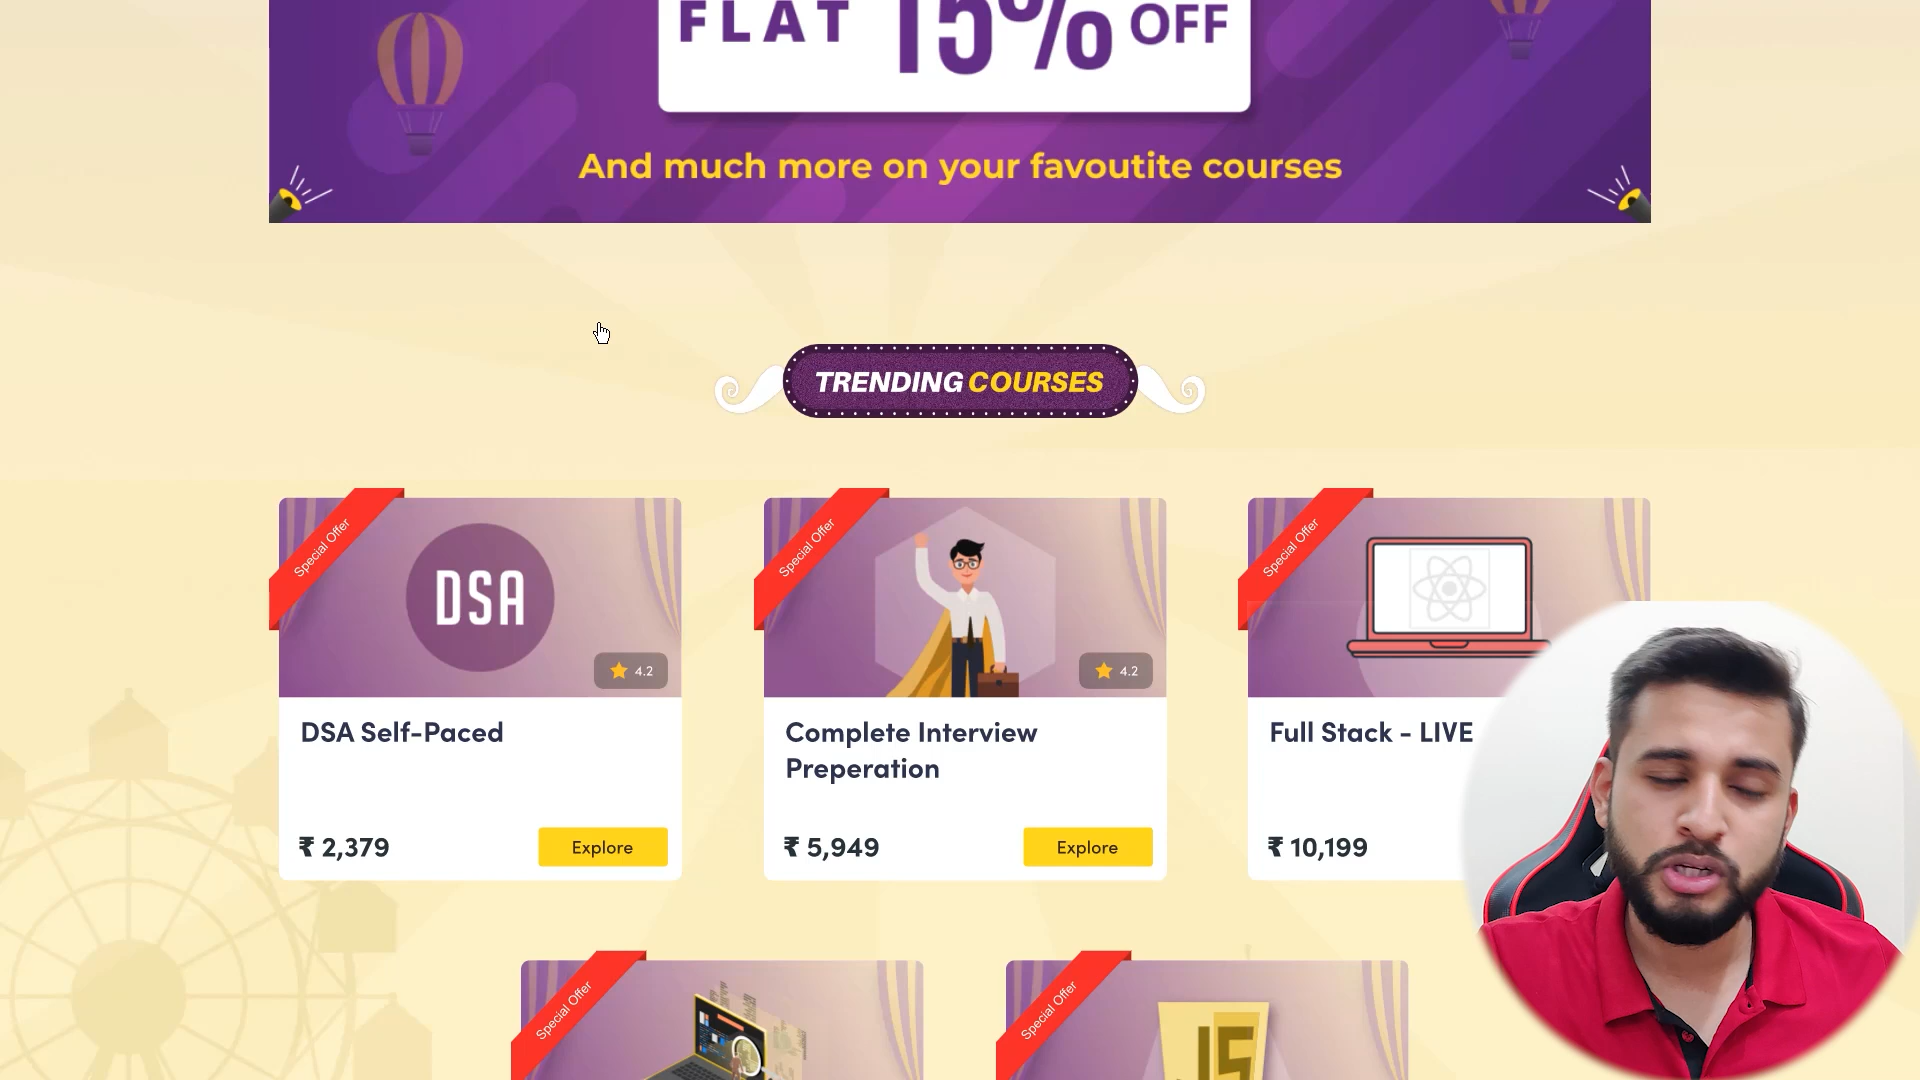 FLAT 15% OFF
And much more on your favoutite courses
TRENDING COURSES
Special Offer
Special Offer
Special Offer
DSA
4.2
4.2
DSA Self-Paced
Complete Interview
Preperation
Full Stack - LIVE
₹ 2,379
Explore
₹ 5,949
Explore
₹ 10,199
Special Offer
Special Offer
JS